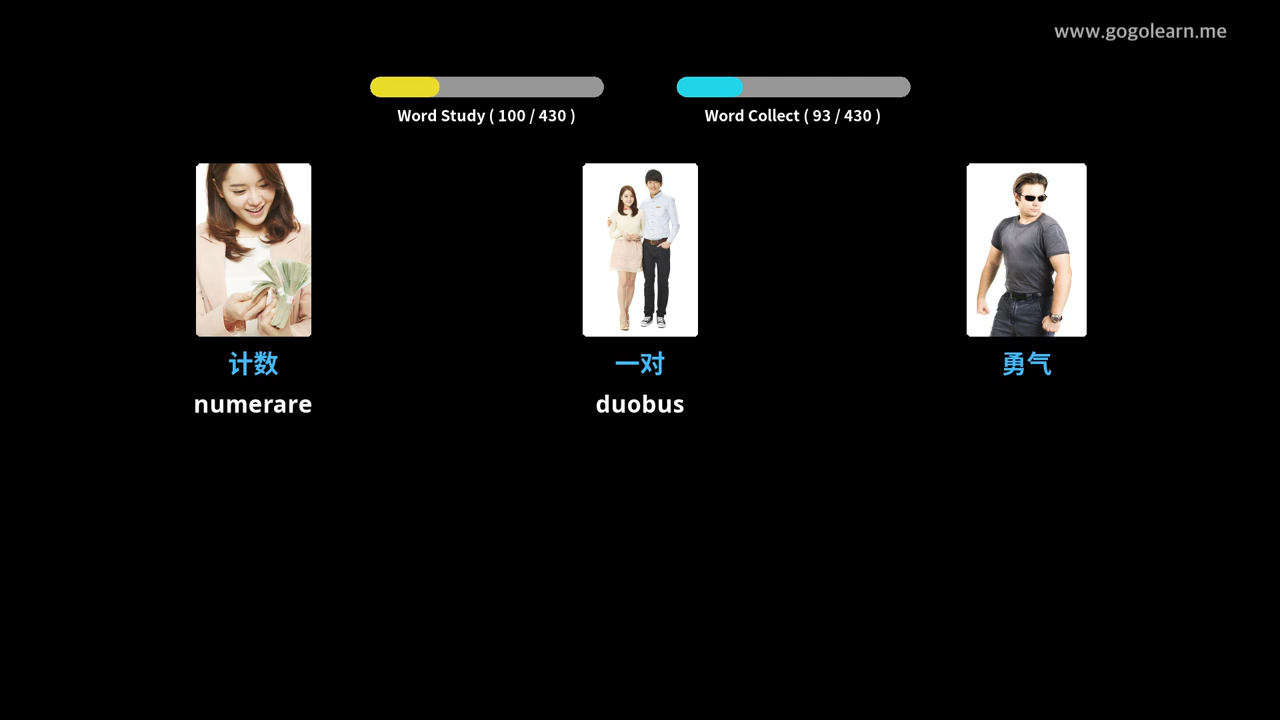 www.gogolearn.me
Word Study ( 100 / 430 )
Word Collect ( 93 / 430 )
计数
一对
勇气
numerare
duobus